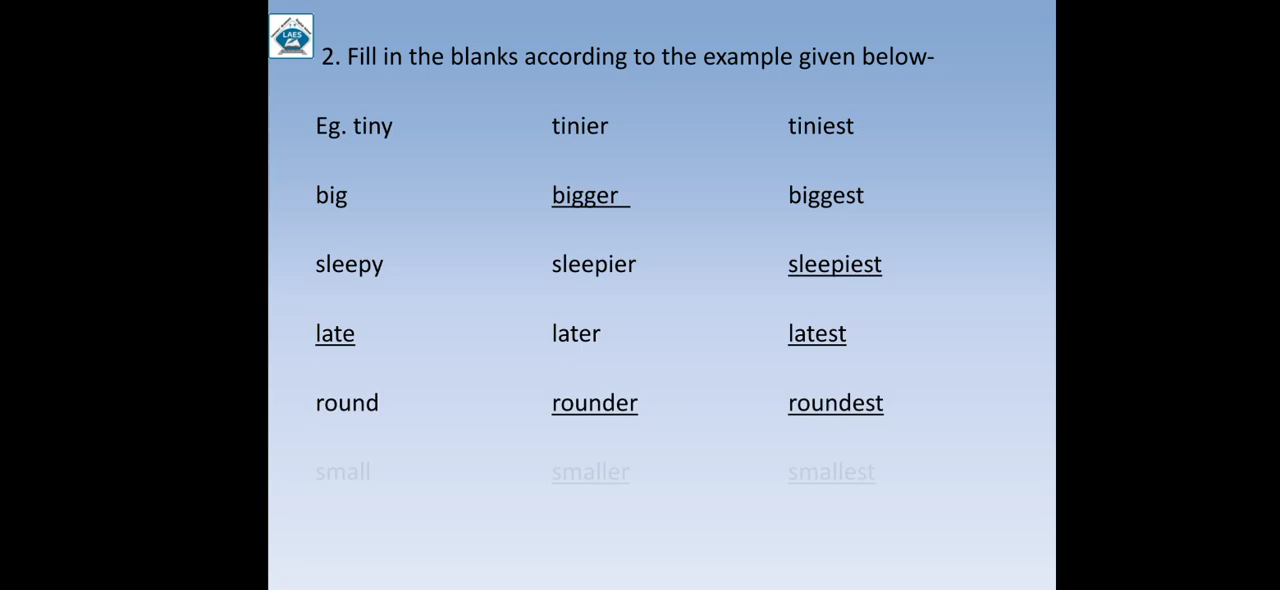 LAES
2. Fill in the blanks according to the example given below-
Eg. tiny tinier tiniest
big bigger biggest
sleepy sleepier sleepiest
late later latest
round rounder roundest
small smaller smallest